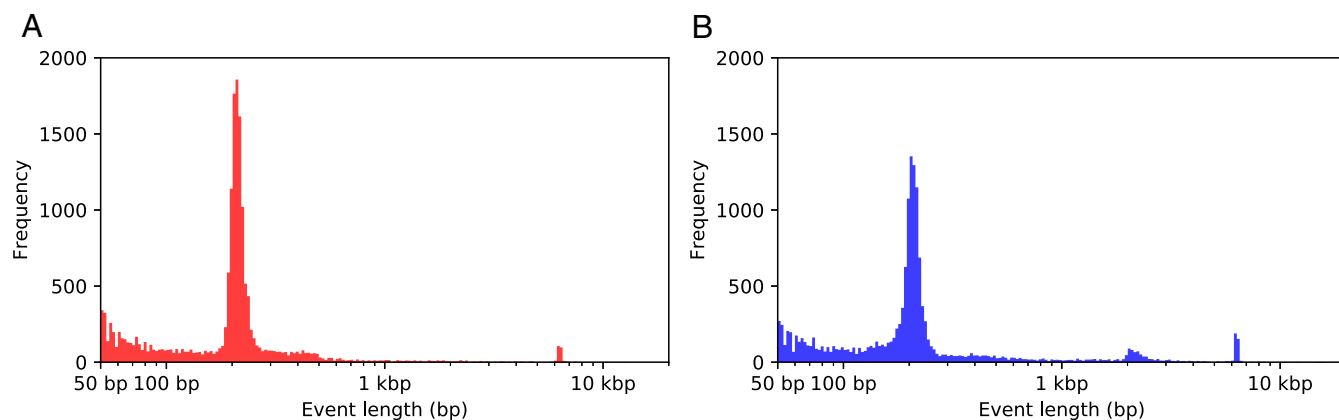 A
2000
1500
1000
500
0
Frequency
50 bp 100 bp 1 kbp 10 kbp
Event length (bp)
B
2000
1500
1000
500
0
Frequency
50 bp 100 bp 1 kbp 10 kbp
Event length (bp)